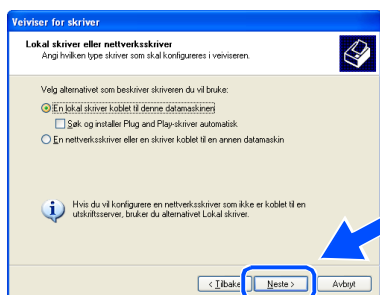 Veiviser for skriver
Lokal skriver eller nettverksskriver
Angi hvilken type skriver som skal konfigureres i veiviseren.
Velg alternativet som beskriver skriveren du vil bruke:
En lokal skriver koblet til denne datamaskinen
Søk og installer Plug and Play-skriver automatisk
En nettverksskriver eller en skriver koblet til en annen datamaskin
Hvis du vil konfigurere en nettverksskriver som ikke er koblet til en
utskriftsserver, bruker du alternativet Lokal skriver.
< Tilbake Neste > Avbryt